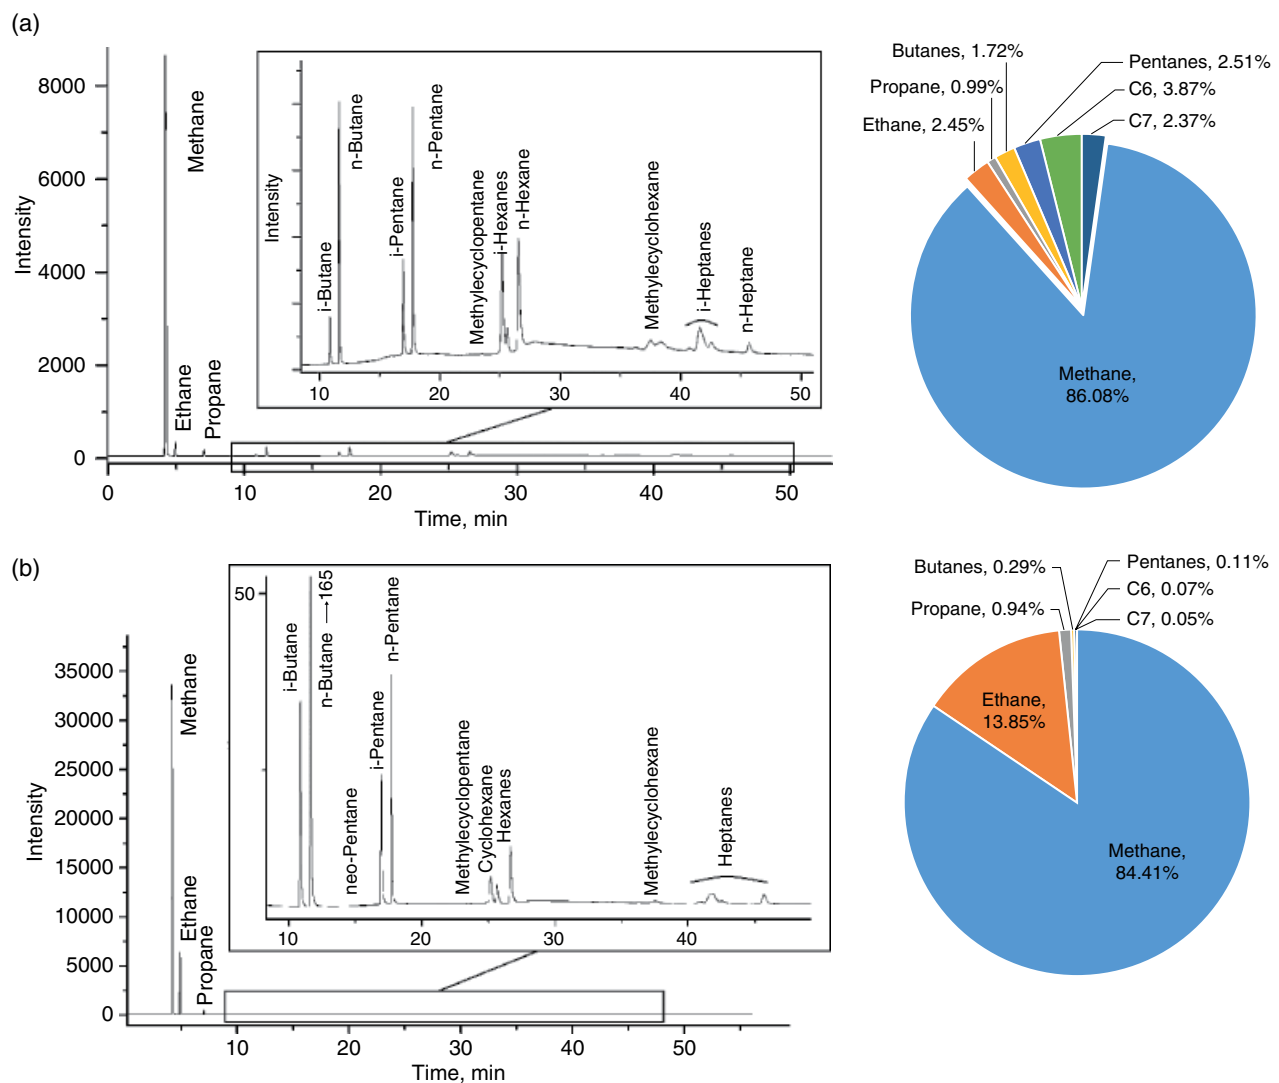 (a)
Intensity
8000
6000
4000
2000
0
0
10
20
30
40
50
Time, min
Methane
Ethane
Propane
Intensity
i-Butane
n-Butane
i-Pentane
n-Pentane
Methylecyclopentane
i-Hexanes
n-Hexane
Methylecyclohexane
i-Heptanes
n-Heptane
10
20
30
40
50
Butanes, 1.72%
Propane, 0.99%
Ethane, 2.45%
Pentanes, 2.51%
C6, 3.87%
C7, 2.37%
Methane,
86.08%
(b)
Intensity
35000
30000
25000
20000
15000
10000
5000
0
10
20
30
40
50
Time, min
Methane
Ethane
Propane
50
i-Butane
n-Butane → 165
neo-Pentane
i-Pentane
n-Pentane
Methylecyclopentane
Cyclohexane
Hexanes
Methylecyclohexane
Heptanes
10
20
30
40
Butanes, 0.29%
Propane, 0.94%
Pentanes, 0.11%
C6, 0.07%
C7, 0.05%
Ethane,
13.85%
Methane,
84.41%